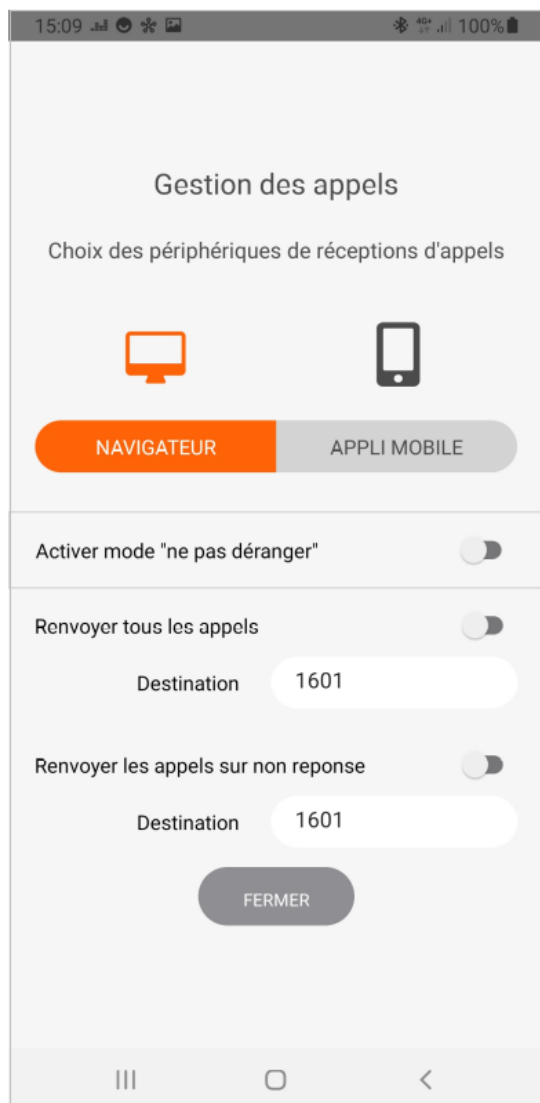 15:09 4G+ 100%
Gestion des appels
Choix des périphériques de réceptions d'appels
NAVIGATEUR APPLI MOBILE
Activer mode "ne pas déranger"
Renvoyer tous les appels
Destination 1601
Renvoyer les appels sur non reponse
Destination 1601
FERMER